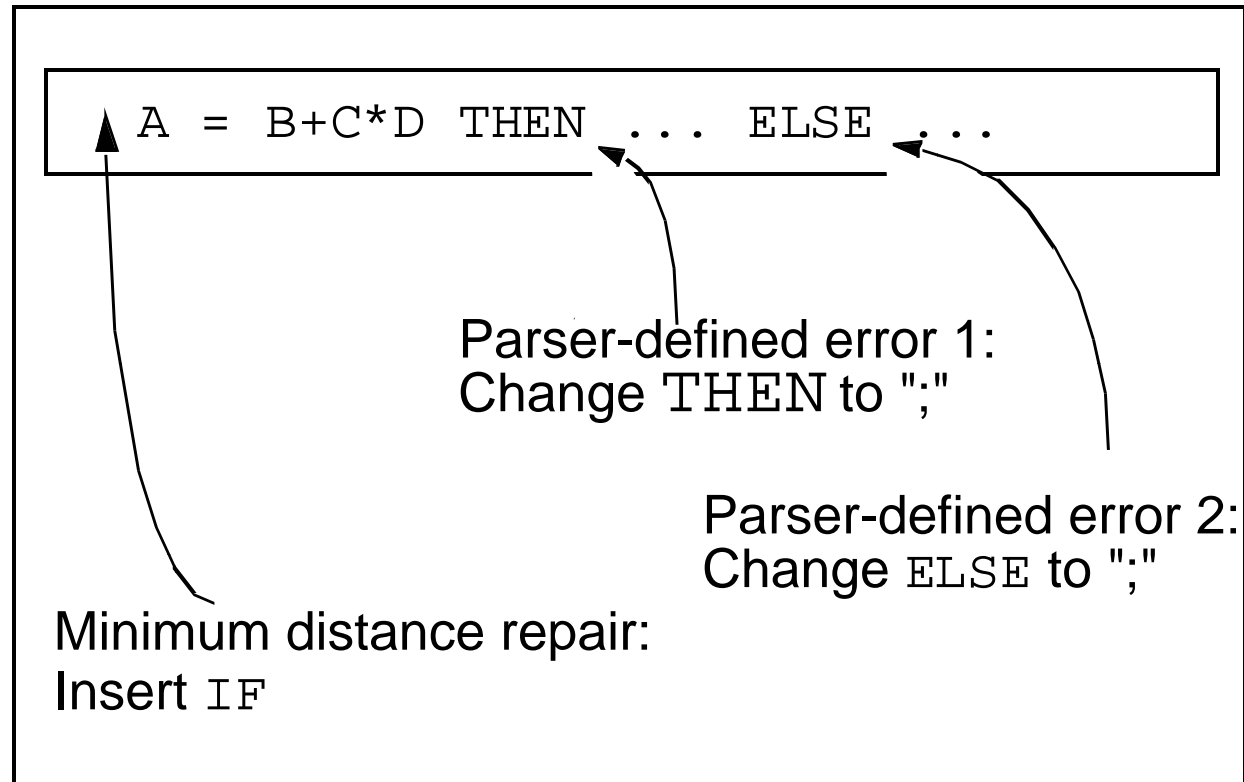 A = B+C*D THEN ... ELSE ...
Parser-defined error 1:
Change THEN to ";"
Parser-defined error 2:
Change ELSE to ";"
Minimum distance repair:
Insert IF